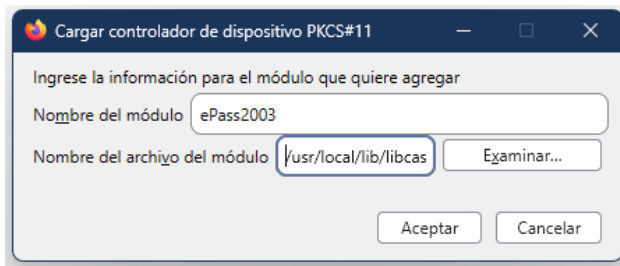 Cargar controlador de dispositivo PKCS#11
Ingrese la información para el módulo que quiere agregar
Nombre del módulo ePass2003
Nombre del archivo del módulo /usr/local/lib/libcas Examinar...
Aceptar Cancelar